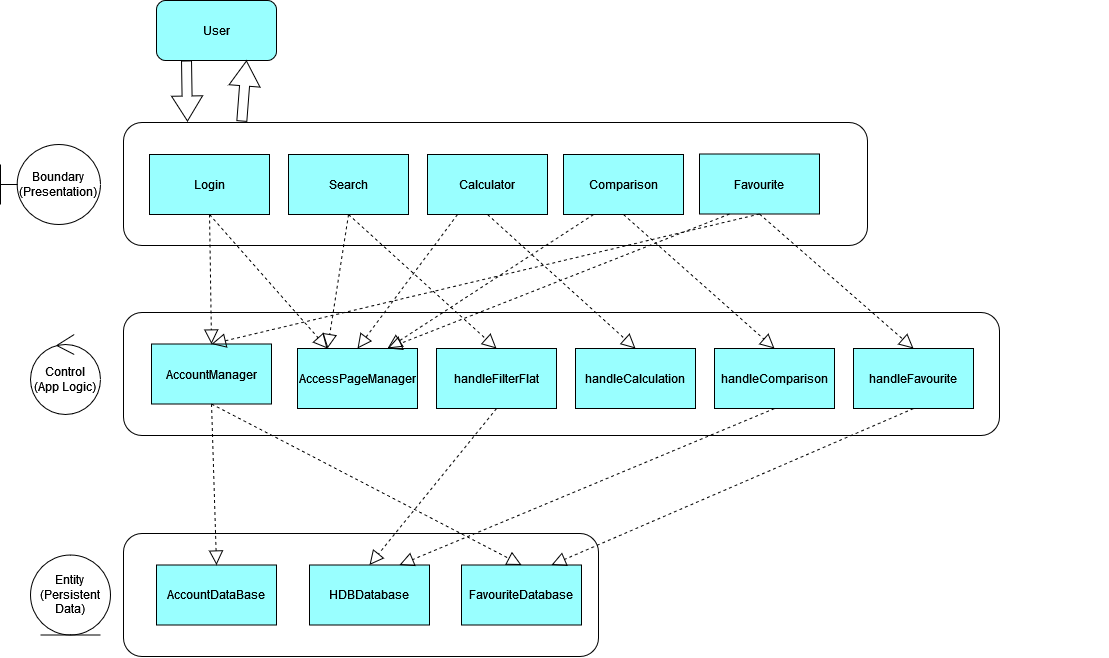 User
Boundary
(Presentation)
Login
Search
Calculator
Comparison
Favourite
Control
(App Logic)
AccountManager
AccessPageManager
handleFilterFlat
handleCalculation
handleComparison
handleFavourite
Entity
(Persistent
Data)
AccountDataBase
HDBDatabase
FavouriteDatabase